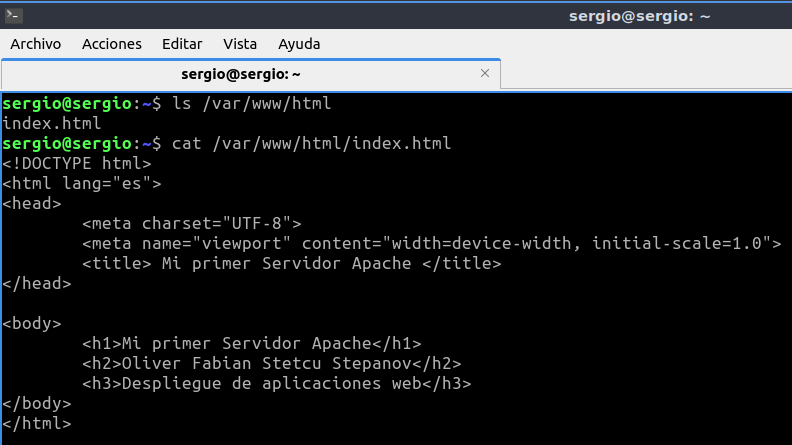 sergio@sergio: ~
Archivo Acciones Editar Vista Ayuda
sergio@sergio: ~ ×
sergio@sergio:~$ ls /var/www/html
index.html
sergio@sergio:~$ cat /var/www/html/index.html
<!DOCTYPE html>
<html lang="es">
<head>
        <meta charset="UTF-8">
        <meta name="viewport" content="width=device-width, initial-scale=1.0">
        <title> Mi primer Servidor Apache </title>
</head>

<body>
        <h1>Mi primer Servidor Apache</h1>
        <h2>Oliver Fabian Stetcu Stepanov</h2>
        <h3>Despliegue de aplicaciones web</h3>
</body>
</html>